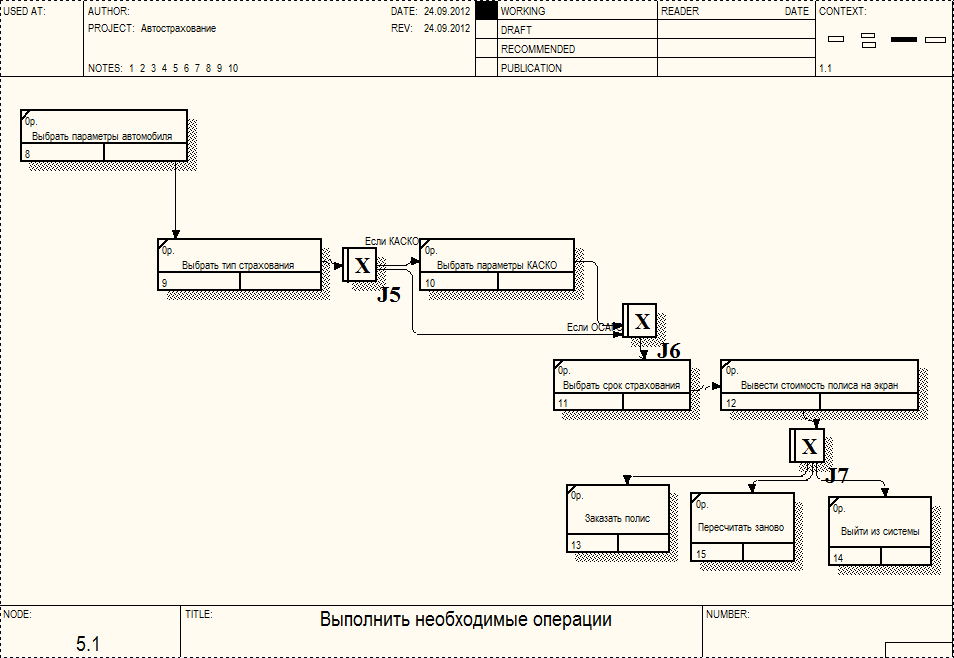 USED AT:
AUTHOR:
DATE: 24.09.2012
PROJECT: Автострахование
REV: 24.09.2012
NOTES: 1 2 3 4 5 6 7 8 9 10
WORKING
DRAFT
RECOMMENDED
PUBLICATION
READER
DATE
CONTEXT:
1.1
0р.
Выбрать параметры автомобиля
8
0р.
Выбрать тип страхования
9
X
J5
Если КАСКО
0р.
Выбрать параметры КАСКО
10
Если
X
J6
0р.
Выбрать срок страхования
11
0р.
Вывести стоимость полиса на экран
12
X
J7
0р.
Заказать полис
13
0р.
Пересчитать заново
15
0р.
Выйти из системы
14
NODE:
5.1
TITLE:
Выполнить необходимые операции
NUMBER: